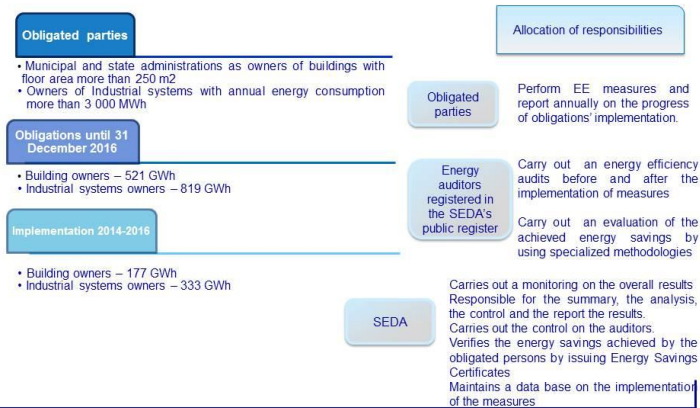 Obligated parties
• Municipal and state administrations as owners of buildings with
floor area more than 250 m2
• Owners of Industrial systems with annual energy consumption
more than 3 000 MWh
Obligations until 31
December 2016
• Building owners – 521 GWh
• Industrial systems owners – 819 GWh
Implementation 2014-2016
• Building owners – 177 GWh
• Industrial systems owners – 333 GWh
Allocation of responsibilities
Obligated
parties
Perform EE measures and
report annually on the progress
of obligations' implementation.
Energy
auditors
registered in
the SEDA's
public register
Carry out an energy efficiency
audits before and after the
implementation of measures
Carry out an evaluation of the
achieved energy savings by
using specialized methodologies
SEDA
Carries out a monitoring on the overall results
Responsible for the summary, the analysis,
the control and the report the results.
Carries out the control on the auditors.
Verifies the energy savings achieved by the
obligated persons by issuing Energy Savings
Certificates
Maintains a data base on the implementation
of the measures